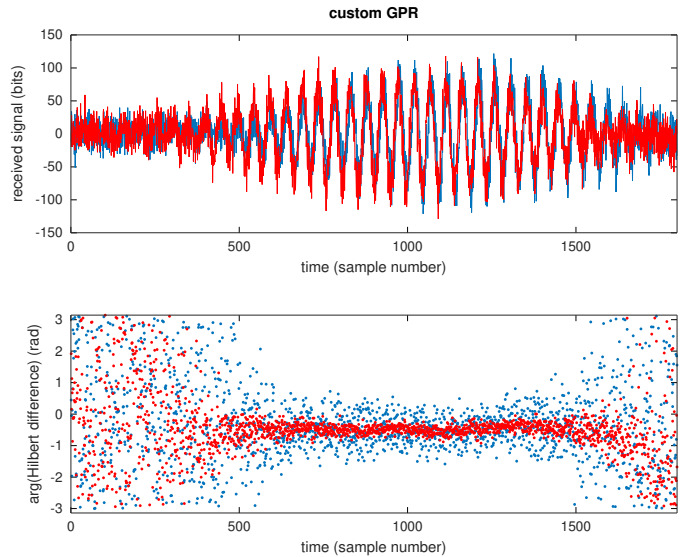 custom GPR
150
100
50
0
-50
-100
-150
received signal (bits)
0 500 1000 1500
time (sample number)
3
2
1
0
-1
-2
-3
arg(Hilbert difference) (rad)
0 500 1000 1500
time (sample number)